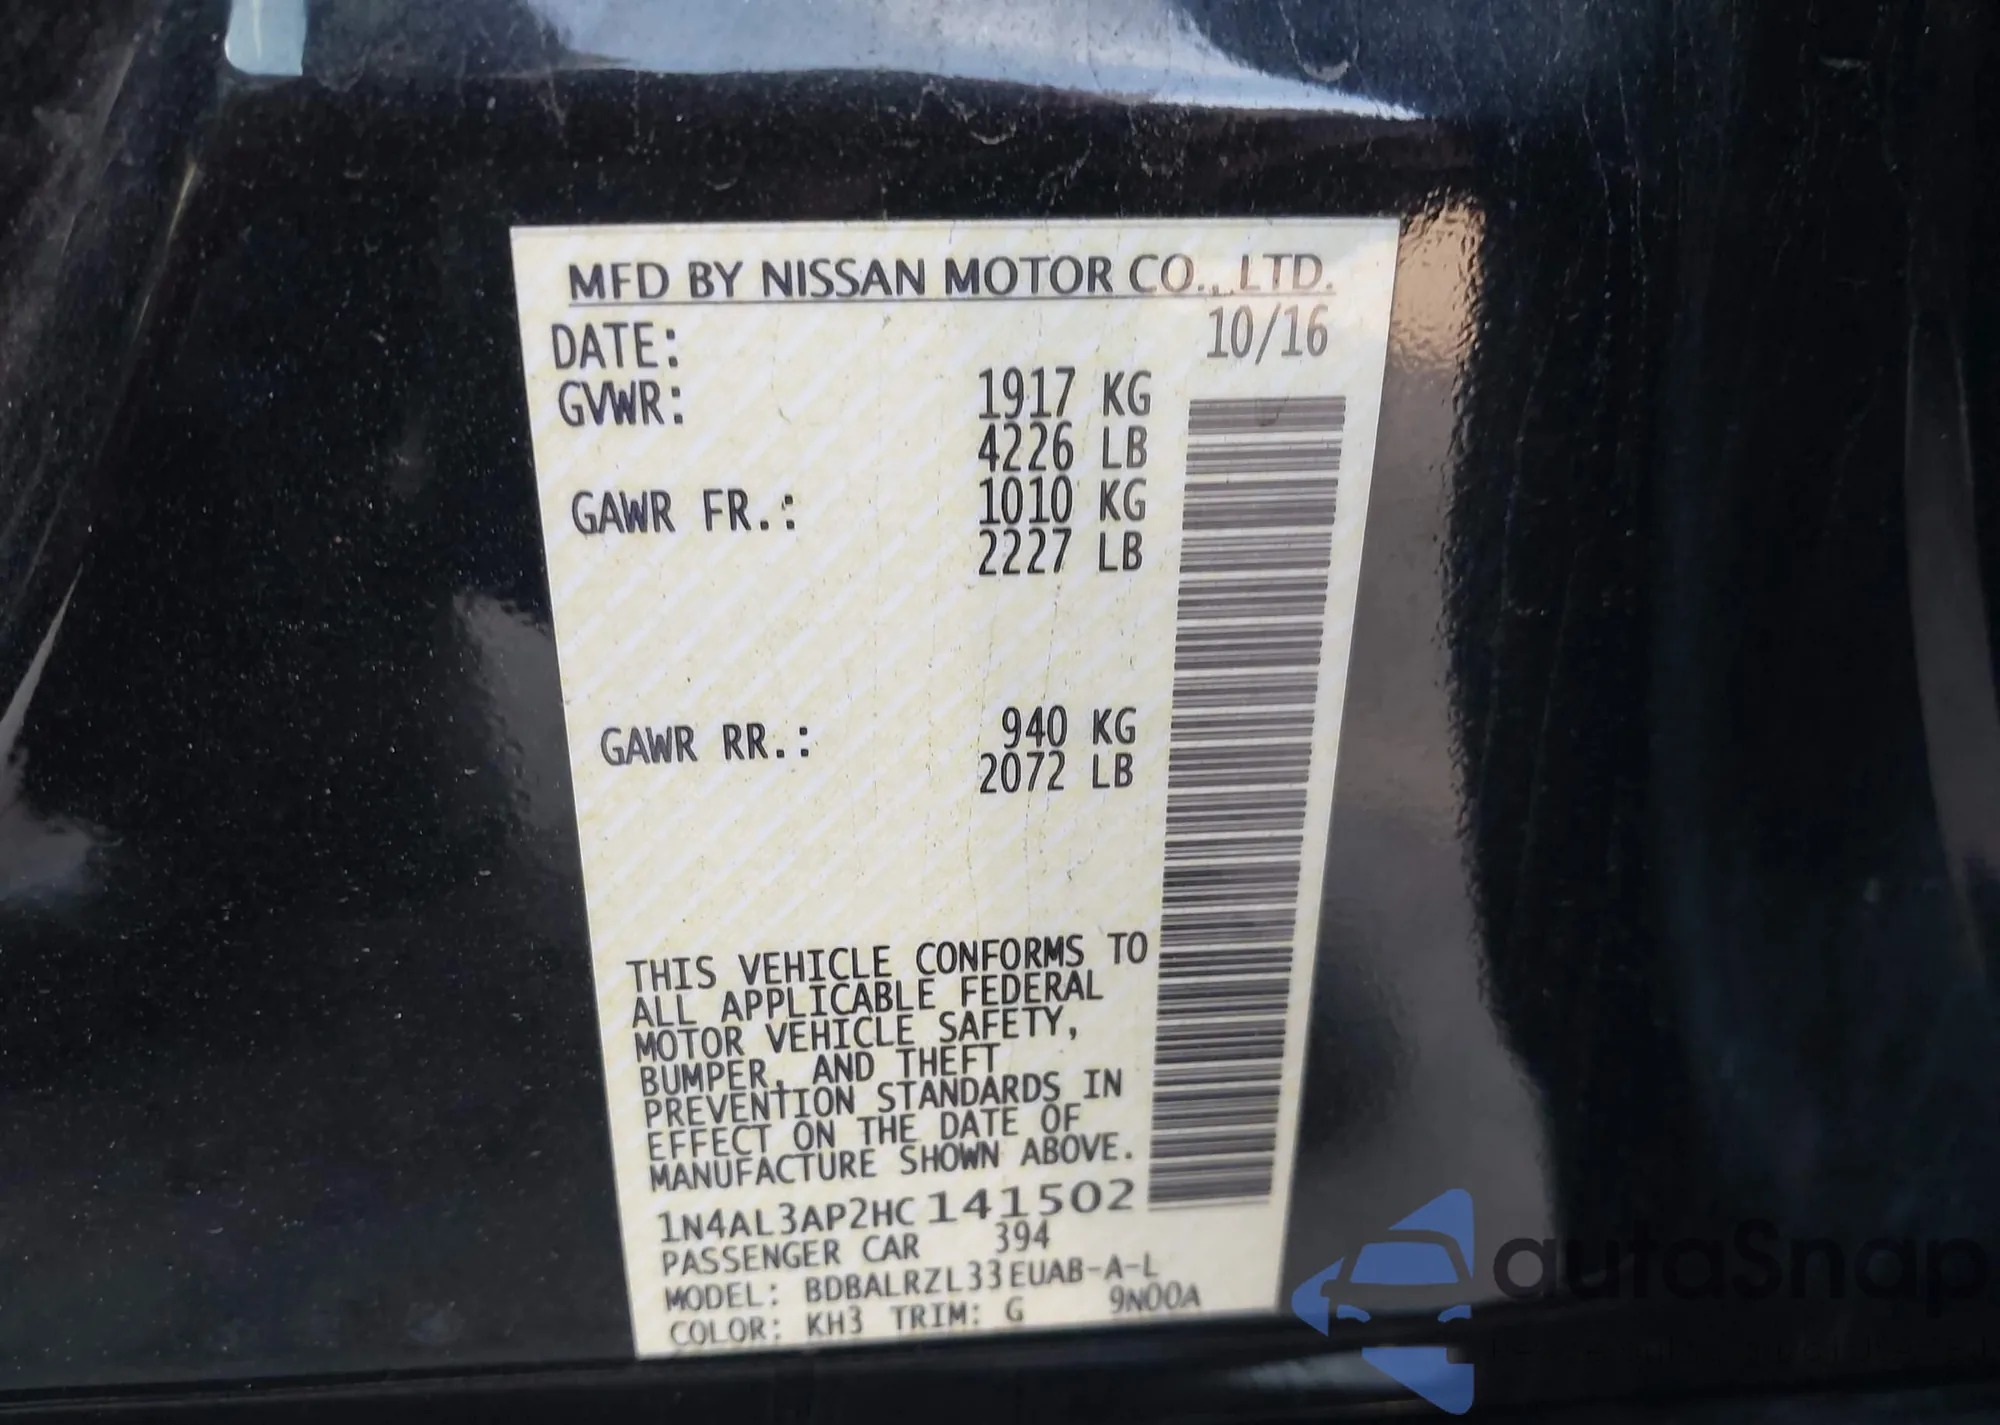 MFD BY NISSAN MOTOR CO., LTD.
DATE: 10/16
GVWR: 1917 KG
4226 LB
GAWR FR.: 1010 KG
2227 LB
GAWR RR.: 940 KG
2072 LB
THIS VEHICLE CONFORMS TO
ALL APPLICABLE FEDERAL
MOTOR VEHICLE SAFETY,
BUMPER, AND THEFT
PREVENTION STANDARDS IN
EFFECT ON THE DATE OF
MANUFACTURE SHOWN ABOVE.
1N4AL3AP2HC141502
PASSENGER CAR 394
MODEL: BDBALRZL33EUAB-A-L
COLOR: KH3 TRIM: G 9N00A
autaSnap